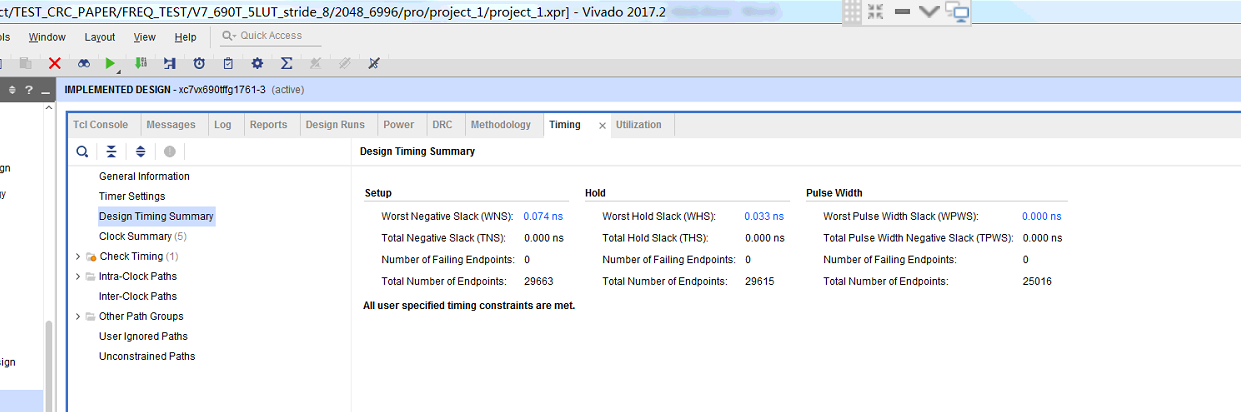 ct/TEST_CRC_PAPER/FREQ_TEST/V7_690T_5LUT_stride_8/2048_6996/pro/project_1/project_1.xpr] - Vivado 2017.2
ols Window Layout View Help Quick Access
IMPLEMENTED DESIGN - xc7vx690tffg1761-3 (active)
Tcl Console Messages Log Reports Design Runs Power DRC Methodology Timing Utilization
Design Timing Summary
General Information
Timer Settings
Design Timing Summary
Clock Summary (5)
Check Timing (1)
Intra-Clock Paths
Inter-Clock Paths
Other Path Groups
User Ignored Paths
Unconstrained Paths
Setup Hold Pulse Width
Worst Negative Slack (WNS): 0.074 ns Worst Hold Slack (WHS): 0.033 ns Worst Pulse Width Slack (WPWS): 0.000 ns
Total Negative Slack (TNS): 0.000 ns Total Hold Slack (THS): 0.000 ns Total Pulse Width Negative Slack (TPWS): 0.000 ns
Number of Failing Endpoints: 0 Number of Failing Endpoints: 0 Number of Failing Endpoints: 0
Total Number of Endpoints: 29663 Total Number of Endpoints: 29615 Total Number of Endpoints: 25016
All user specified timing constraints are met.
gn
gy
sign